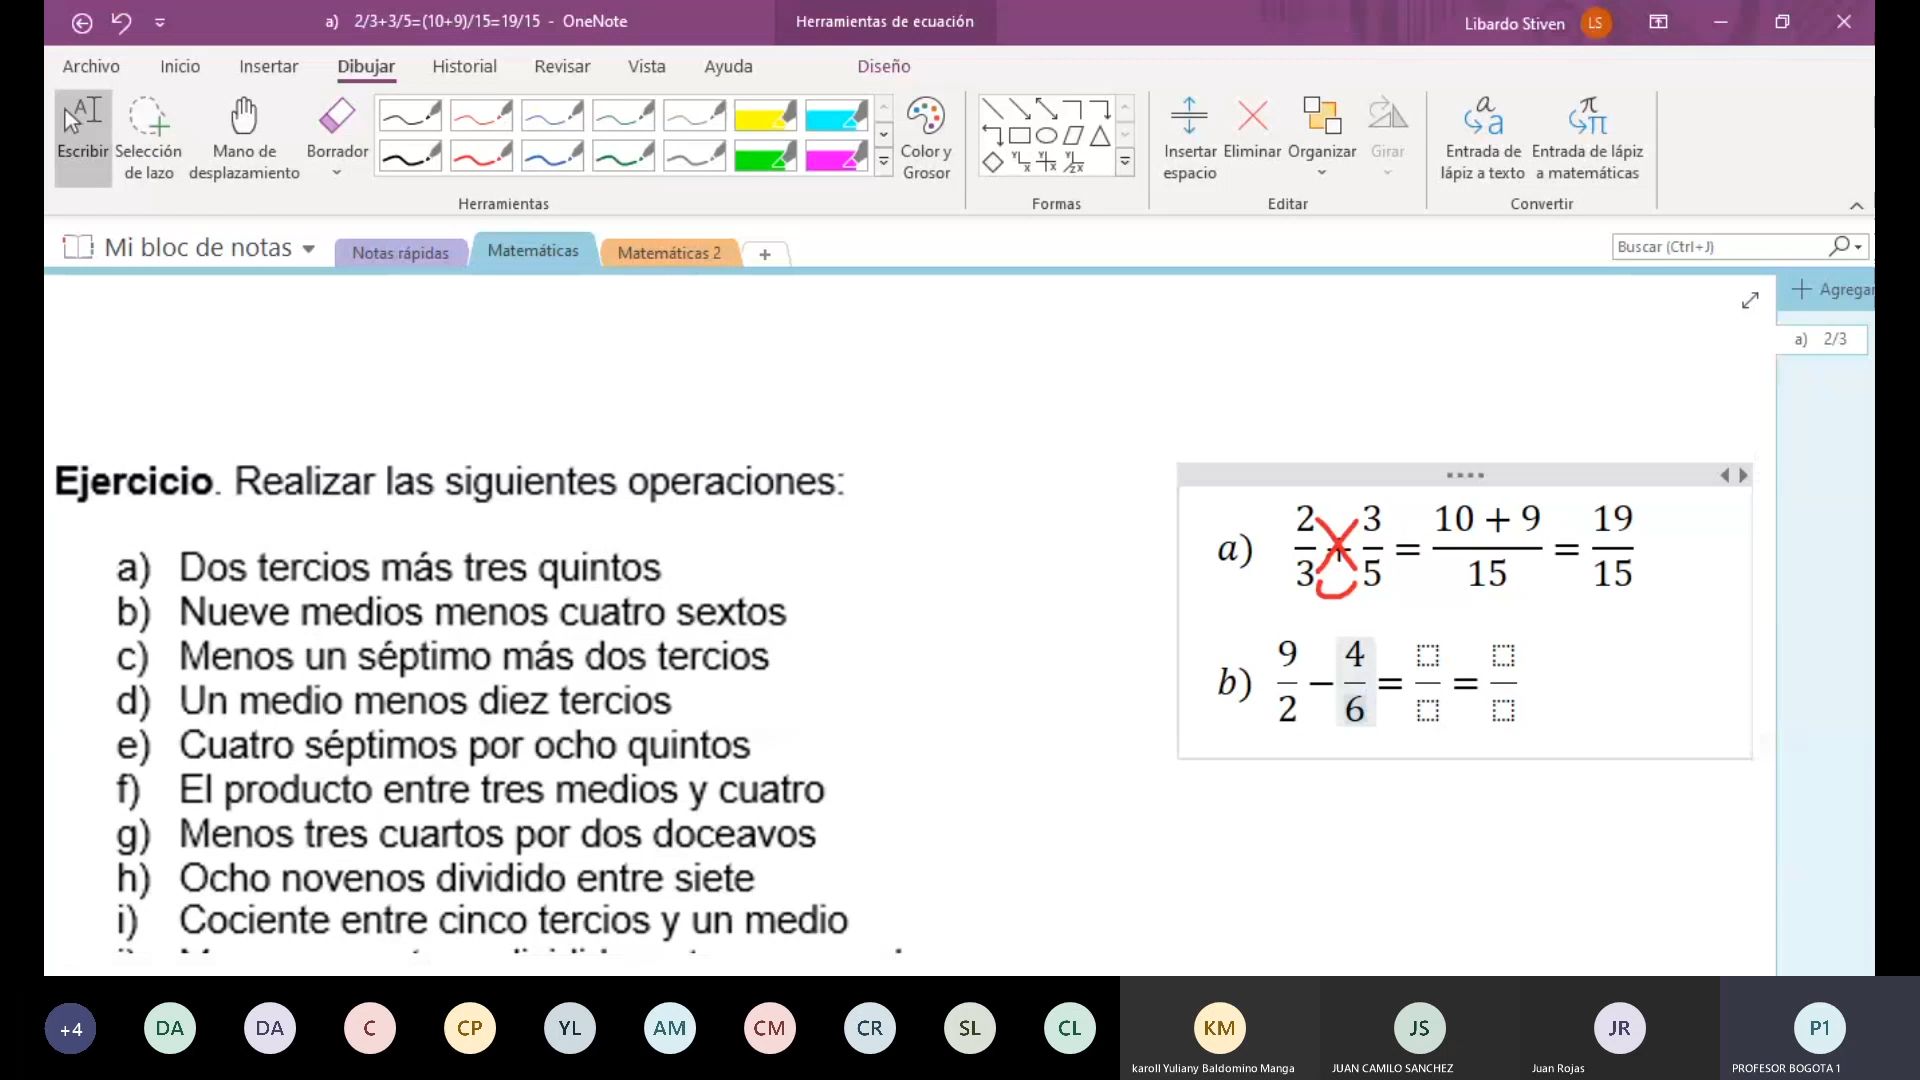 a) 2/3+3/5=(10+9)/15=19/15 - OneNote
Herramientas de ecuación
Libardo Stiven LS
Archivo Inicio Insertar Dibujar Historial Revisar Vista Ayuda Diseño
Escribir
Selección de lazo
Mano de desplazamiento
Borrador
Color y Grosor
Insertar espacio
Eliminar
Organizar
Girar
Entrada de lápiz a texto
Entrada de lápiz a matemáticas
Herramientas Formas Editar Convertir
Mi bloc de notas
Notas rápidas Matemáticas Matemáticas 2 +
Buscar (Ctrl+J)
Agregar
a) 2/3
Ejercicio. Realizar las siguientes operaciones:
a) Dos tercios más tres quintos
b) Nueve medios menos cuatro sextos
c) Menos un séptimo más dos tercios
d) Un medio menos diez tercios
e) Cuatro séptimos por ocho quintos
f) El producto entre tres medios y cuatro
g) Menos tres cuartos por dos doceavos
h) Ocho novenos dividido entre siete
i) Cociente entre cinco tercios y un medio
a) 2/3 + 3/5 = (10 + 9)/15 = 19/15
b) 9/2 − 4/6 = ⬚/⬚ = ⬚/⬚
+4 DA DA C CP YL AM CM CR SL CL KM JS JR P1
karoll Yuliany Baldomino Manga
JUAN CAMILO SANCHEZ
Juan Rojas
PROFESOR BOGOTA 1